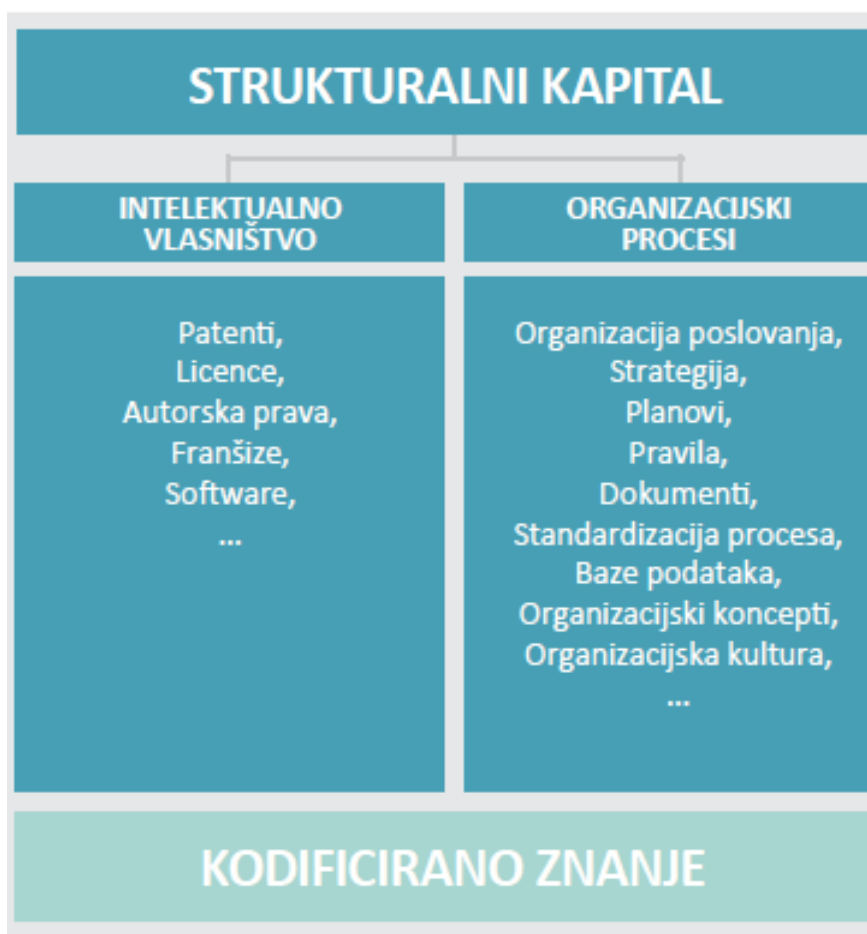 STRUKTURALNI KAPITAL
INTELEKTUALNO
VLASNIŠTVO
Patenti,
Licence,
Autorska prava,
Franšize,
Software,
...
ORGANIZACIJSKI
PROCESI
Organizacija poslovanja,
Strategija,
Planovi,
Pravila,
Dokumenti,
Standardizacija procesa,
Baze podataka,
Organizacijski koncepti,
Organizacijska kultura,
...
KODIFICIRANO ZNANJE